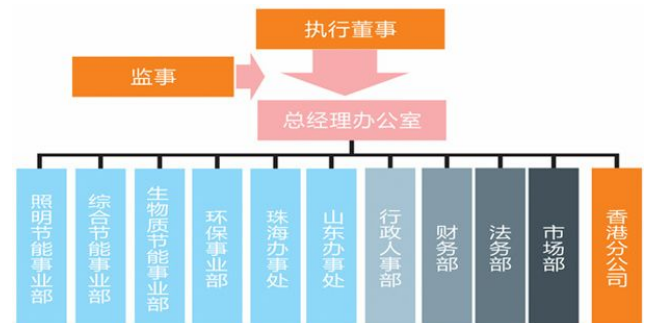 执行董事
监事
总经理办公室
照明节能事业部
综合节能事业部
生物质节能事业部
环保事业部
珠海办事处
山东办事处
行政人事部
财务部
法务部
市场部
香港分公司